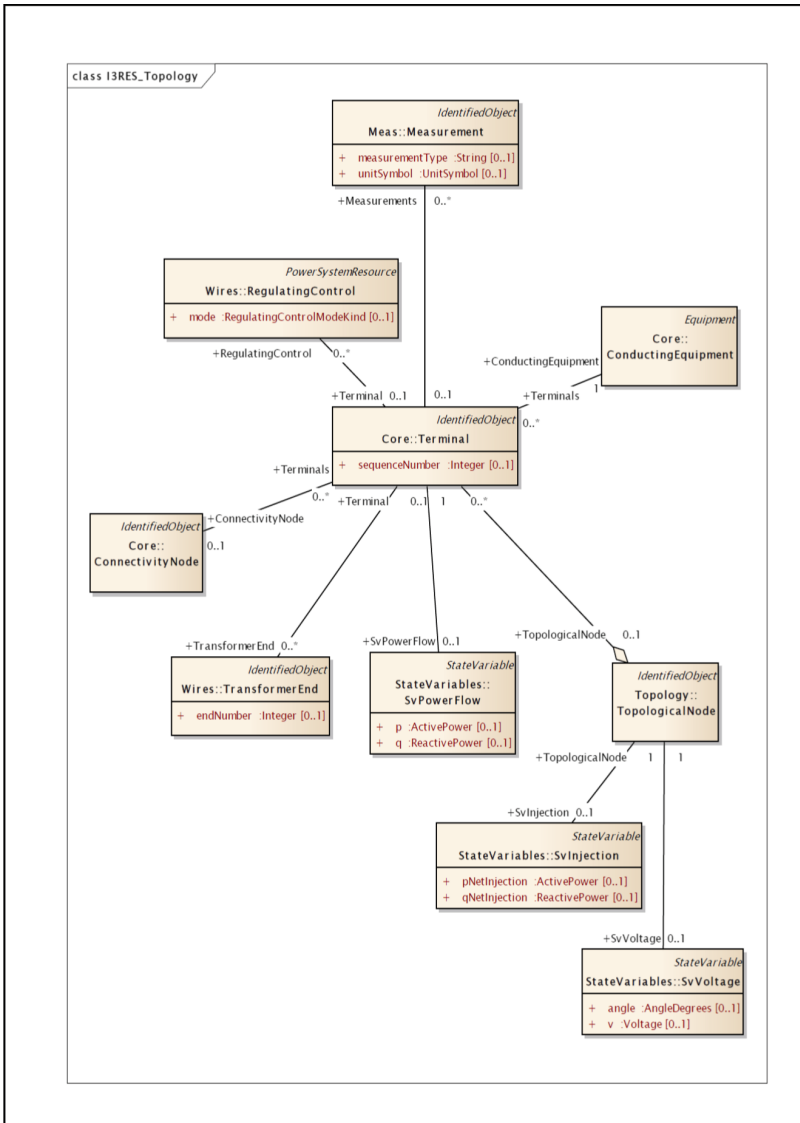 class I3RES_Topology
IdentifiedObject
Meas::Measurement
+ measurementType :String [0..1]
+ unitSymbol :UnitSymbol [0..1]
+Measurements 0..*
PowerSystemResource
Wires::RegulatingControl
+ mode :RegulatingControlModeKind [0..1]
+RegulatingControl 0..*
Equipment
Core::
ConductingEquipment
+ConductingEquipment
1
+Terminal 0..1
0..1
+Terminals
0..*
IdentifiedObject
Core::Terminal
+ sequenceNumber :Integer [0..1]
+Terminals
0..*
+Terminal 0..1
1
0..*
+ConnectivityNode
0..1
IdentifiedObject
Core::
ConnectivityNode
+TransformerEnd 0..*
IdentifiedObject
Wires::TransformerEnd
+ endNumber :Integer [0..1]
+SvPowerFlow 0..1
StateVariable
StateVariables::
SvPowerFlow
+ p :ActivePower [0..1]
+ q :ReactivePower [0..1]
+TopologicalNode 0..1
IdentifiedObject
Topology::
TopologicalNode
+TopologicalNode 1
1
+SvInjection 0..1
StateVariable
StateVariables::SvInjection
+ pNetInjection :ActivePower [0..1]
+ qNetInjection :ReactivePower [0..1]
+SvVoltage 0..1
StateVariable
StateVariables::SvVoltage
+ angle :AngleDegrees [0..1]
+ v :Voltage [0..1]